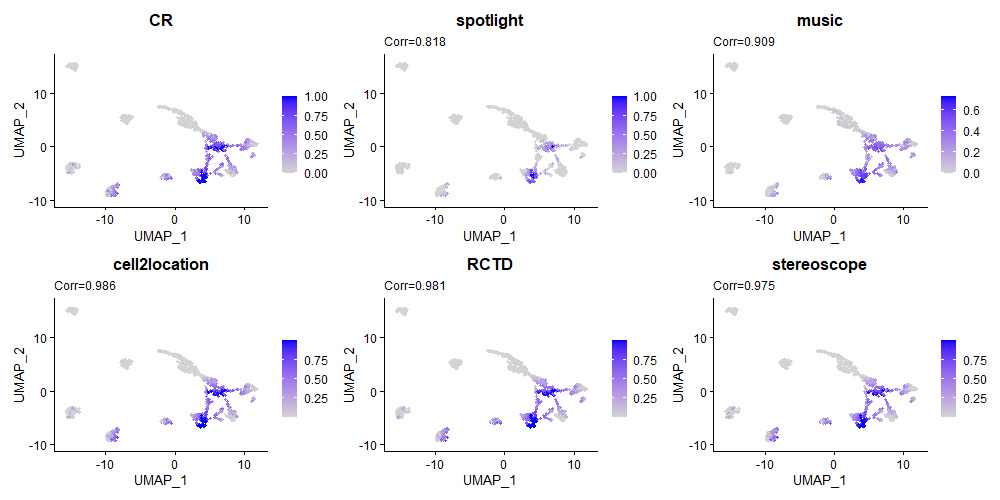 CR
spotlight
music
Corr=0.818
Corr=0.909
UMAP_2
10
0
-10
-10
0
10
UMAP_1
1.00
0.75
0.50
0.25
0.00
UMAP_2
10
0
-10
-10
0
10
UMAP_1
1.00
0.75
0.50
0.25
0.00
UMAP_2
10
0
-10
-10
0
10
UMAP_1
0.6
0.4
0.2
0.0
cell2location
RCTD
stereoscope
Corr=0.986
Corr=0.981
Corr=0.975
UMAP_2
10
0
-10
-10
0
10
UMAP_1
0.75
0.50
0.25
UMAP_2
10
0
-10
-10
0
10
UMAP_1
0.75
0.50
0.25
UMAP_2
10
0
-10
-10
0
10
UMAP_1
0.75
0.50
0.25